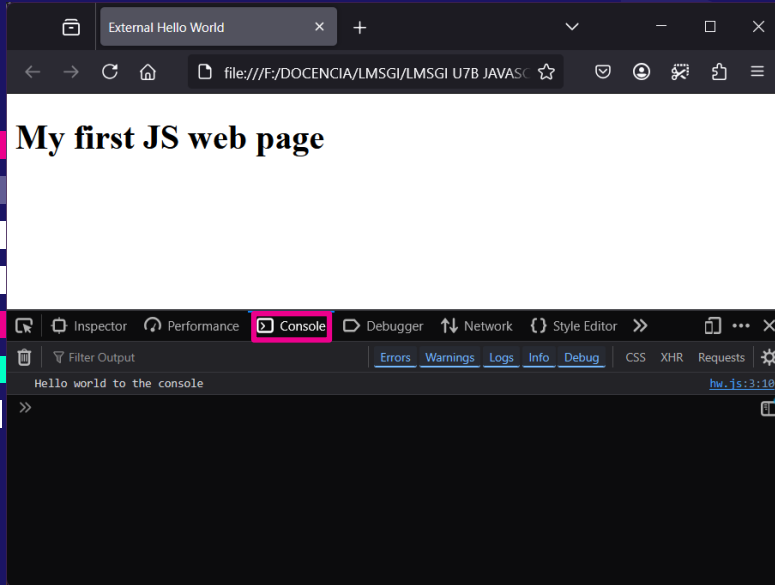 External Hello World
file:///F:/DOCENCIA/LMSGI/LMSGI U7B JAVASC
My first JS web page
Inspector Performance Console Debugger Network Style Editor
Filter Output Errors Warnings Logs Info Debug CSS XHR Requests
Hello world to the console hw.js:3:10